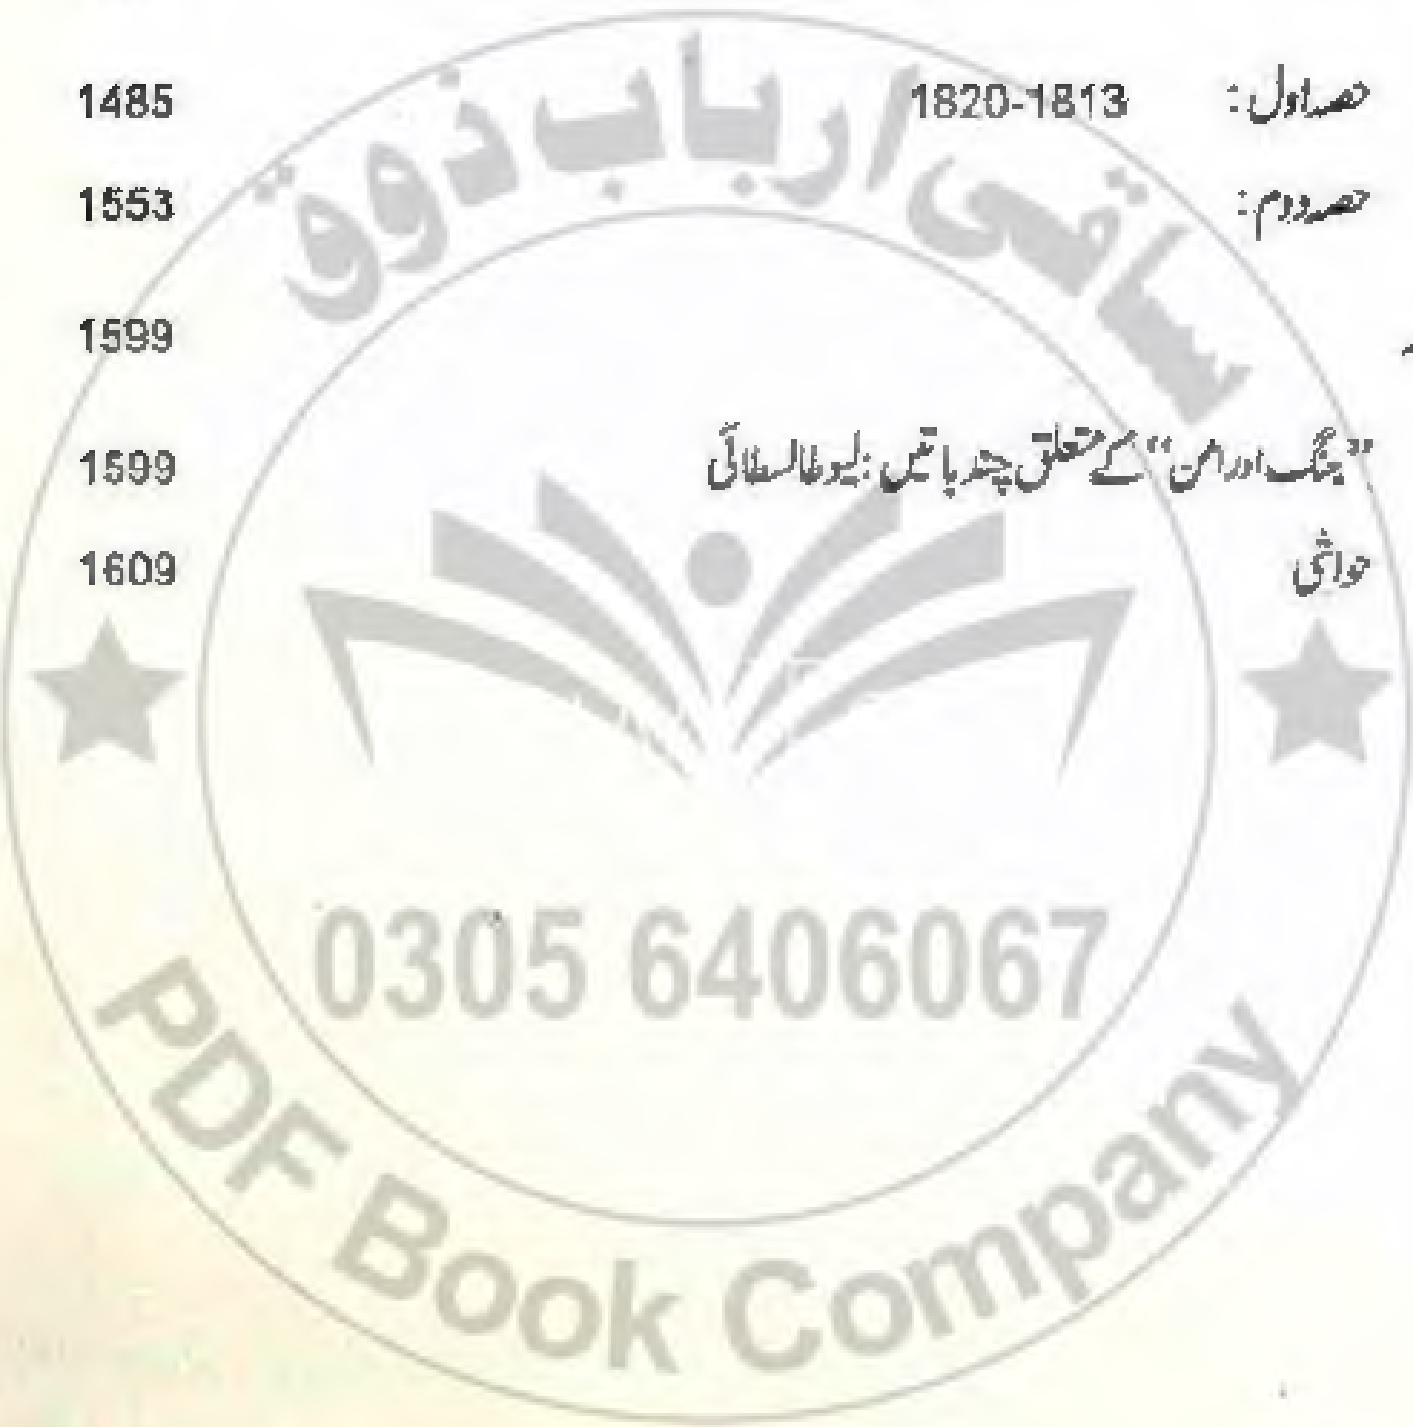 حصہ اول: 1813-1820 1485
حصہ دوم: 1553
1599
”جنگ اور امن“ کے متعلق چند باتیں: لیو طالسطائی 1599
حواشی 1609
ساقی ارباب ذوق
0305 6406067
PDF Book Company